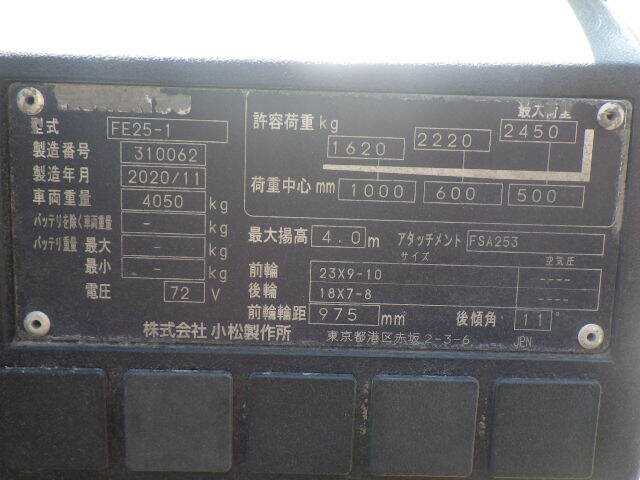 型式 FE25-1
製造番号 310062
製造年月 2020/11
車両重量 4050 kg
バッテリを除く車両重量 - kg
バッテリ重量 最大 - kg
最小 - kg
電圧 72 V
最大荷重
許容荷重 kg 1620 2220 2450
荷重中心 mm 1000 600 500
最大揚高 4.0 m アタッチメント FSA253
サイズ 空気圧
前輪 23X9-10 ----
後輪 18X7-8 ----
前輪輪距 975 mm 後傾角 11°
株式会社 小松製作所 東京都港区赤坂2-3-6 JPN